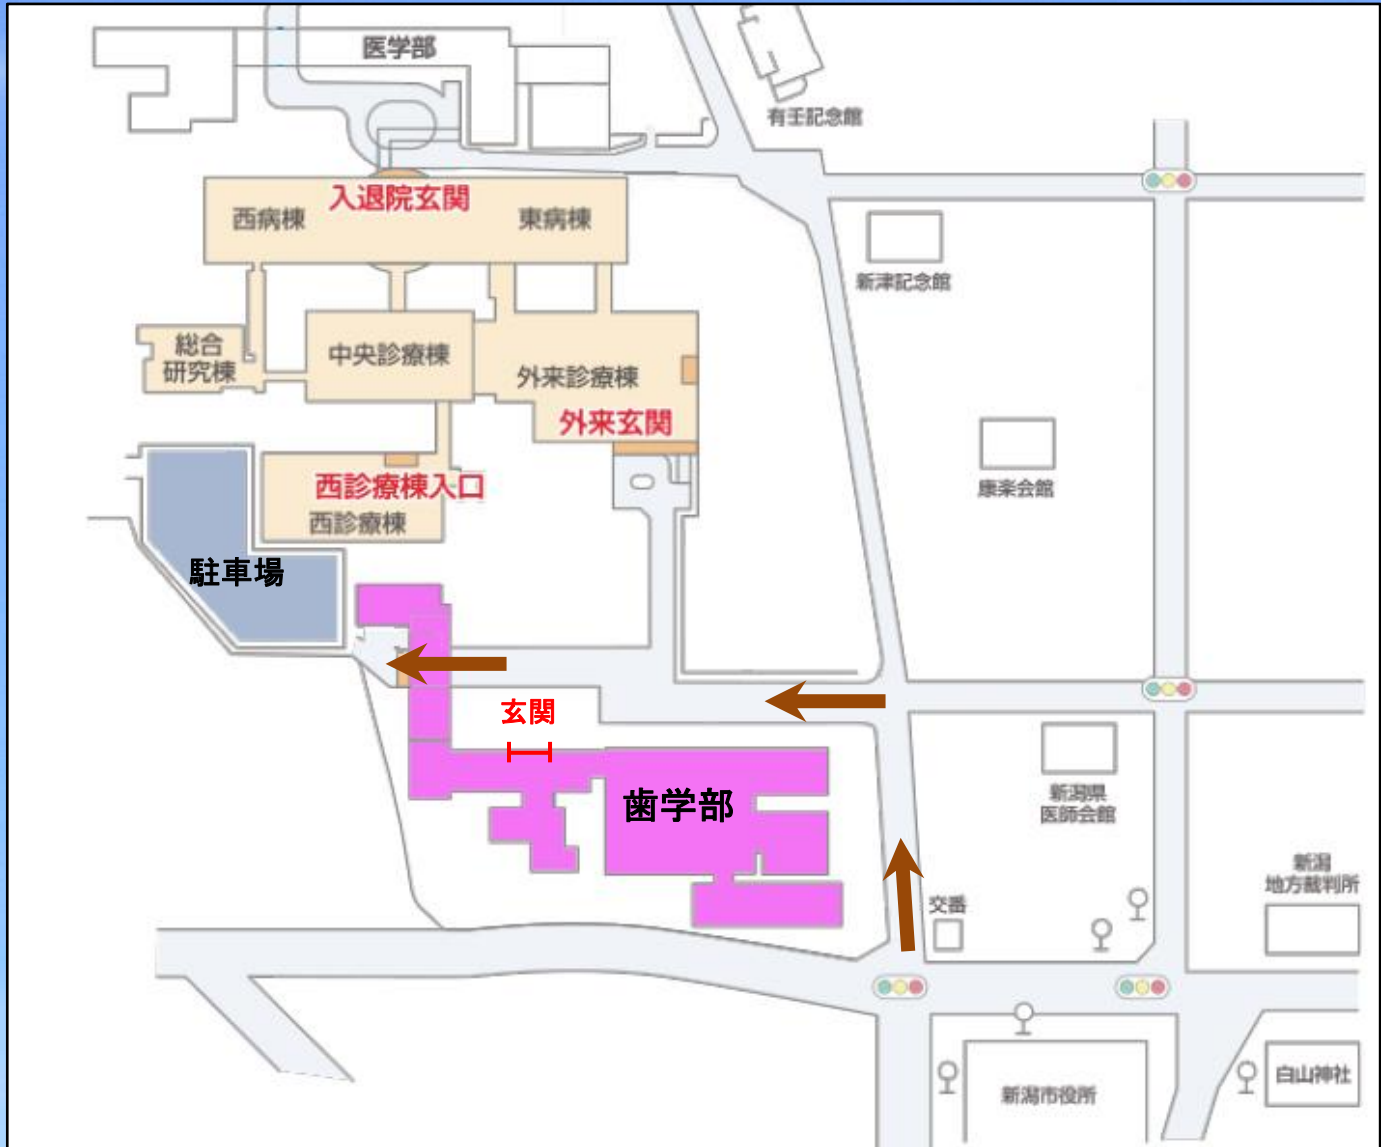 医学部
有壬記念館
入退院玄関
西病棟
東病棟
新津記念館
総合
研究棟
中央診療棟
外来診療棟
外来玄関
西診療棟入口
西診療棟
康楽会館
駐車場
玄関
歯学部
新潟県
医師会館
新潟
地方裁判所
交番
新潟市役所
白山神社